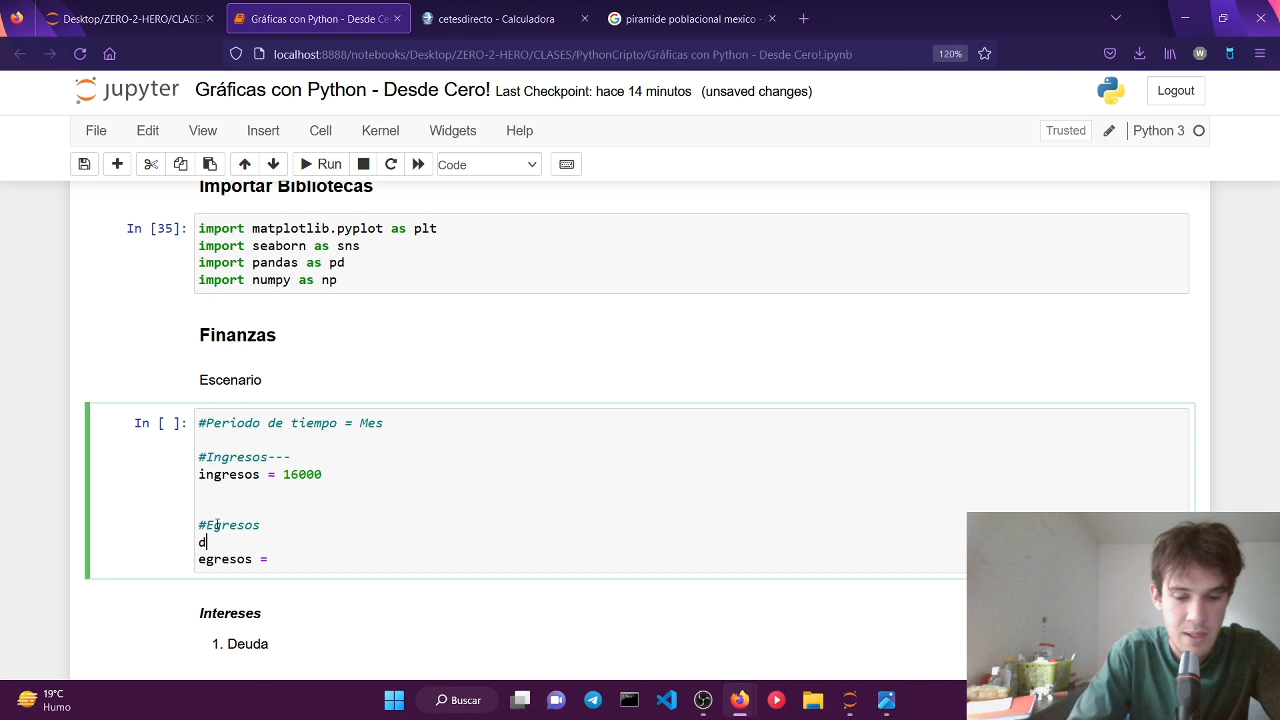 Desktop/ZERO-2-HERO/CLASES
Gráficas con Python - Desde Ce
cetesdirecto - Calculadora
piramide poblacional mexico -
localhost:8888/notebooks/Desktop/ZERO-2-HERO/CLASES/PythonCripto/Gráficas con Python - Desde Cero!.ipynb
120%
W
jupyter
Gráficas con Python - Desde Cero! Last Checkpoint: hace 14 minutos (unsaved changes)
Logout
File Edit View Insert Cell Kernel Widgets Help
Trusted
Python 3
Run
Code
Importar Bibliotecas
In [35]:
import matplotlib.pyplot as plt
import seaborn as sns
import pandas as pd
import numpy as np
Finanzas
Escenario
In [ ]:
#Periodo de tiempo = Mes
#Ingresos---
ingresos = 16000
#Egresos
d
egresos =
Intereses
1. Deuda
19°C
Humo
Buscar